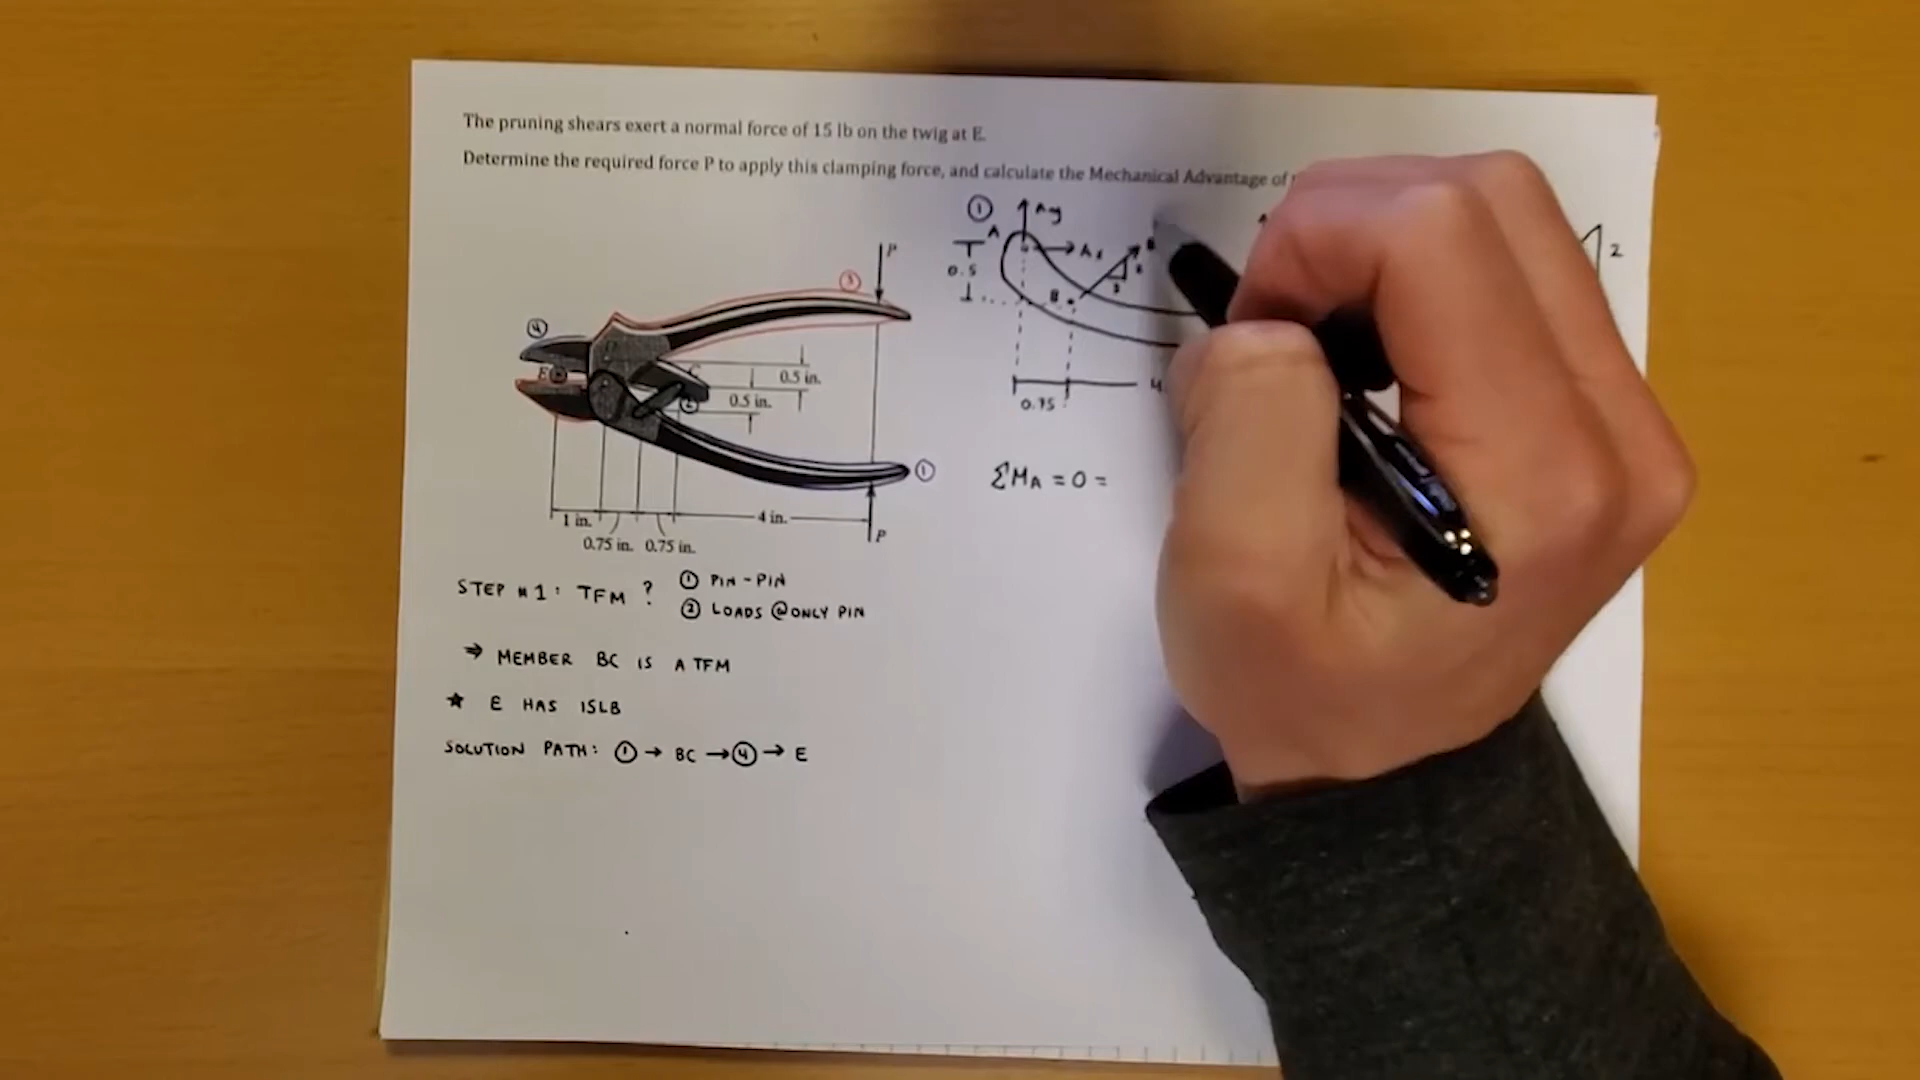 The pruning shears exert a normal force of 15 lb on the twig at E.
Determine the required force P to apply this clamping force, and calculate the Mechanical Advantage of
① Ay
A
Ax
0.5
B
0.75
4
2
ΣMA = 0 =
P
③
④
E
C
②
0.5 in.
0.5 in.
①
1 in.
4 in.
P
0.75 in. 0.75 in.
STEP #1: TFM ? ① PIN-PIN
② LOADS @ONLY PIN
⇒ MEMBER BC IS A TFM
★ E HAS 15LB
SOLUTION PATH: ① → BC → ④ → E